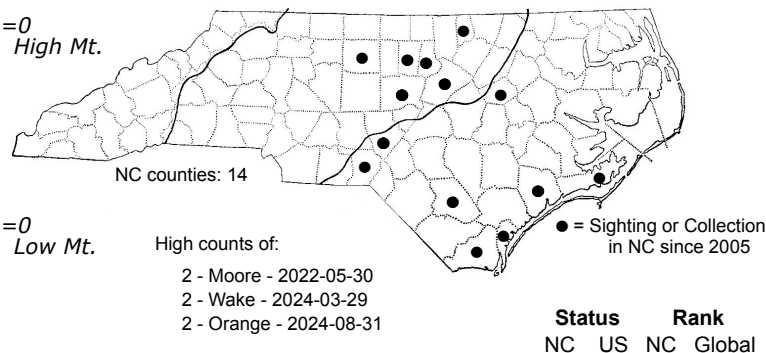 =0
High Mt.
NC counties: 14
=0
Low Mt.
High counts of:
2 - Moore - 2022-05-30
2 - Wake - 2024-03-29
2 - Orange - 2024-08-31
● = Sighting or Collection
in NC since 2005
Status Rank
NC US NC Global